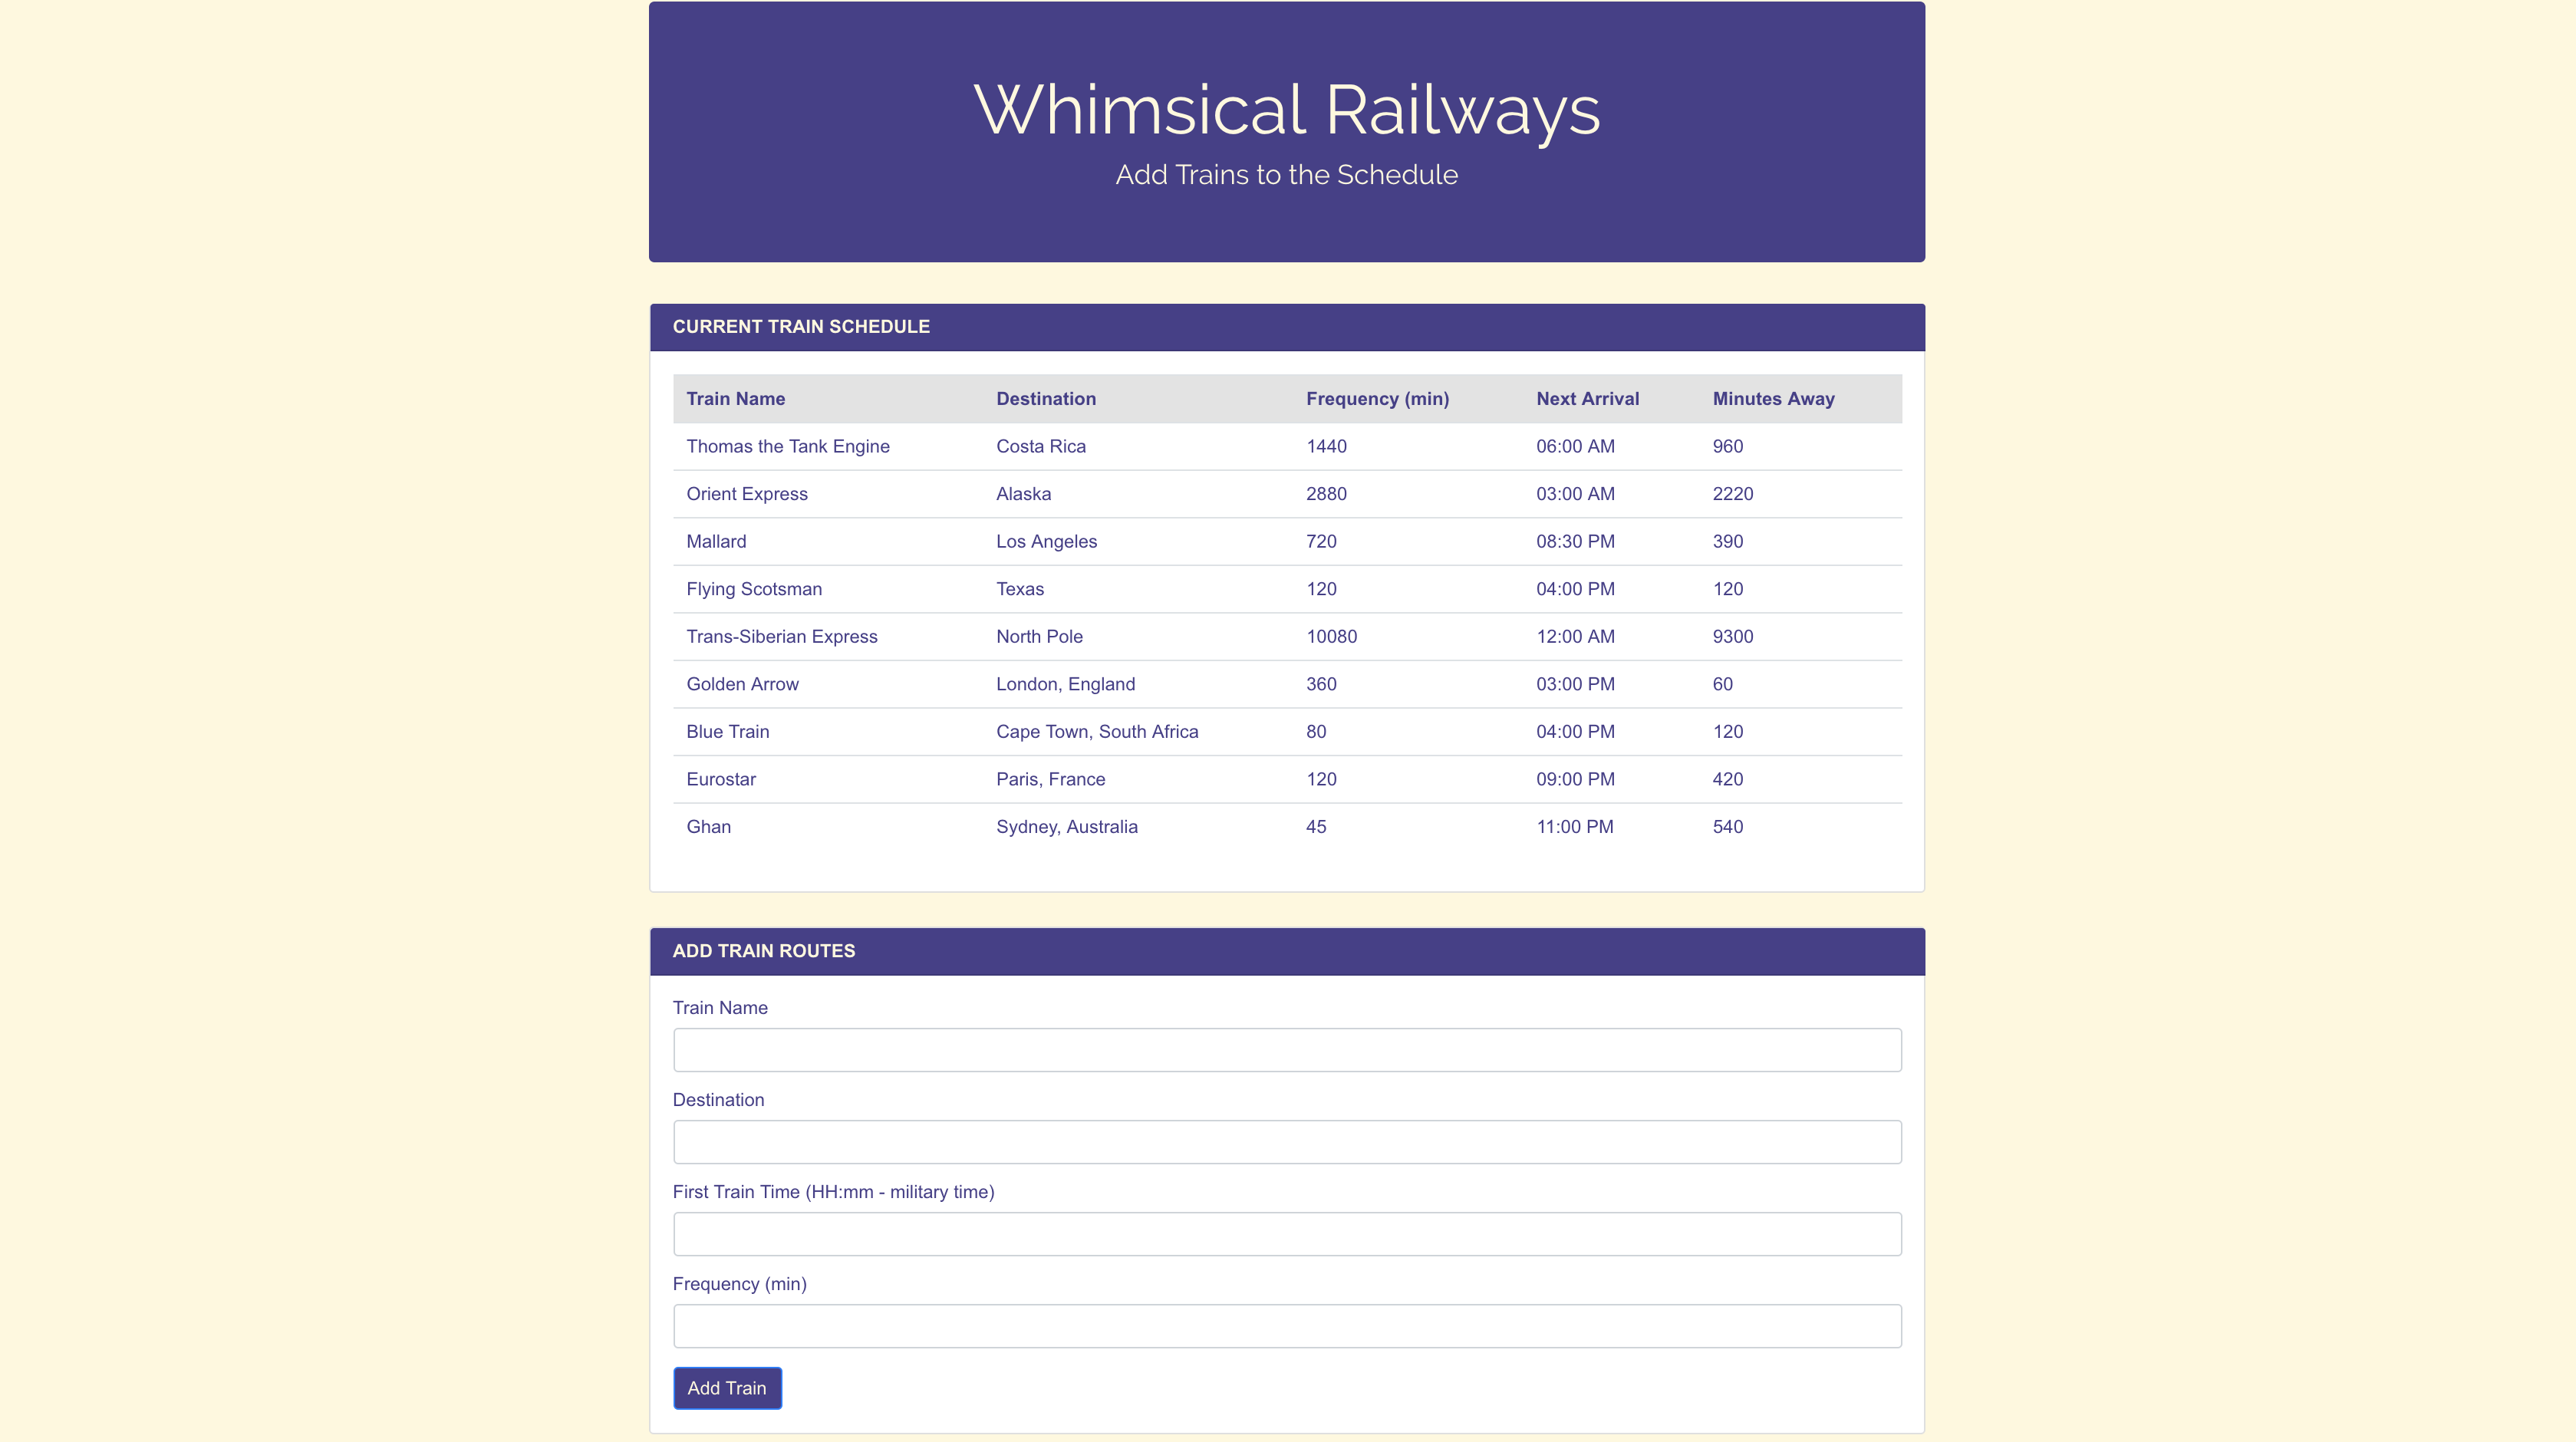 Whimsical Railways
Add Trains to the Schedule
CURRENT TRAIN SCHEDULE
Train Name Destination Frequency (min) Next Arrival Minutes Away
Thomas the Tank Engine Costa Rica 1440 06:00 AM 960
Orient Express Alaska 2880 03:00 AM 2220
Mallard Los Angeles 720 08:30 PM 390
Flying Scotsman Texas 120 04:00 PM 120
Trans-Siberian Express North Pole 10080 12:00 AM 9300
Golden Arrow London, England 360 03:00 PM 60
Blue Train Cape Town, South Africa 80 04:00 PM 120
Eurostar Paris, France 120 09:00 PM 420
Ghan Sydney, Australia 45 11:00 PM 540
ADD TRAIN ROUTES
Train Name
Destination
First Train Time (HH:mm - military time)
Frequency (min)
Add Train